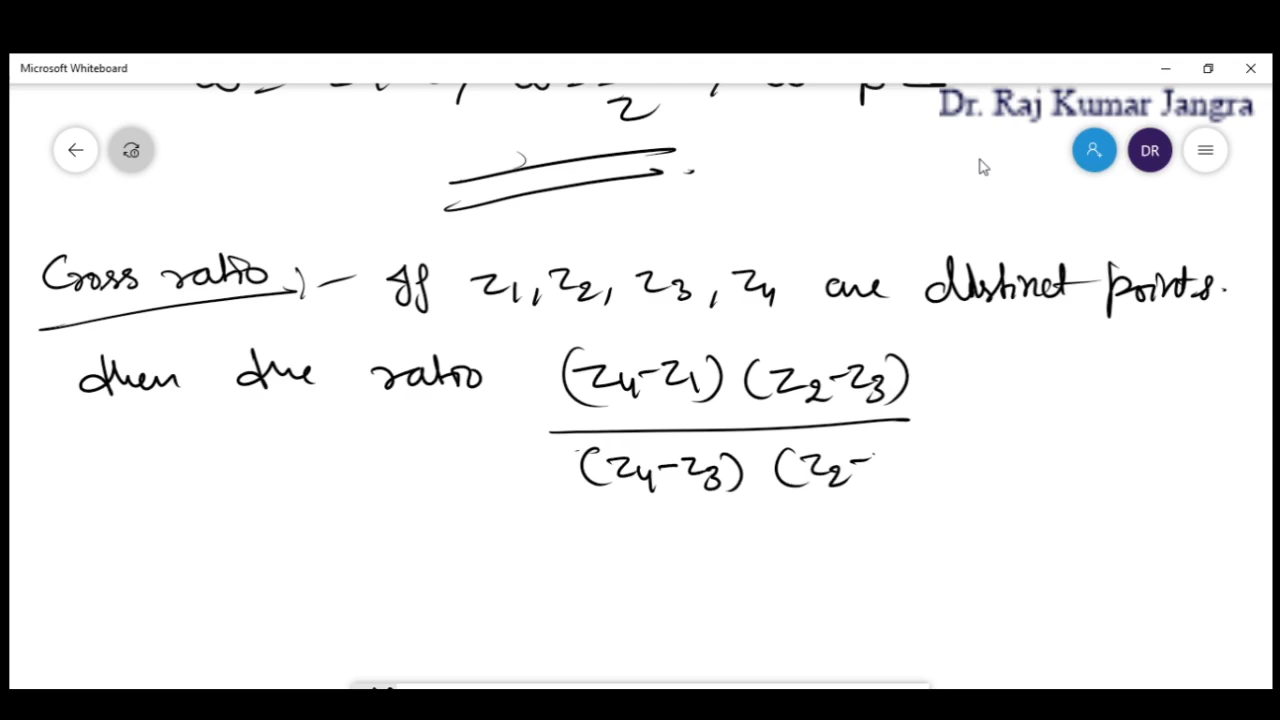 Microsoft Whiteboard
Dr. Raj Kumar Jangra
2
DR
Cross ratio :- If z1, z2, z3, z4 are distinct points.
then the ratio (z4-z1) (z2-z3)
(z4-z3) (z2-